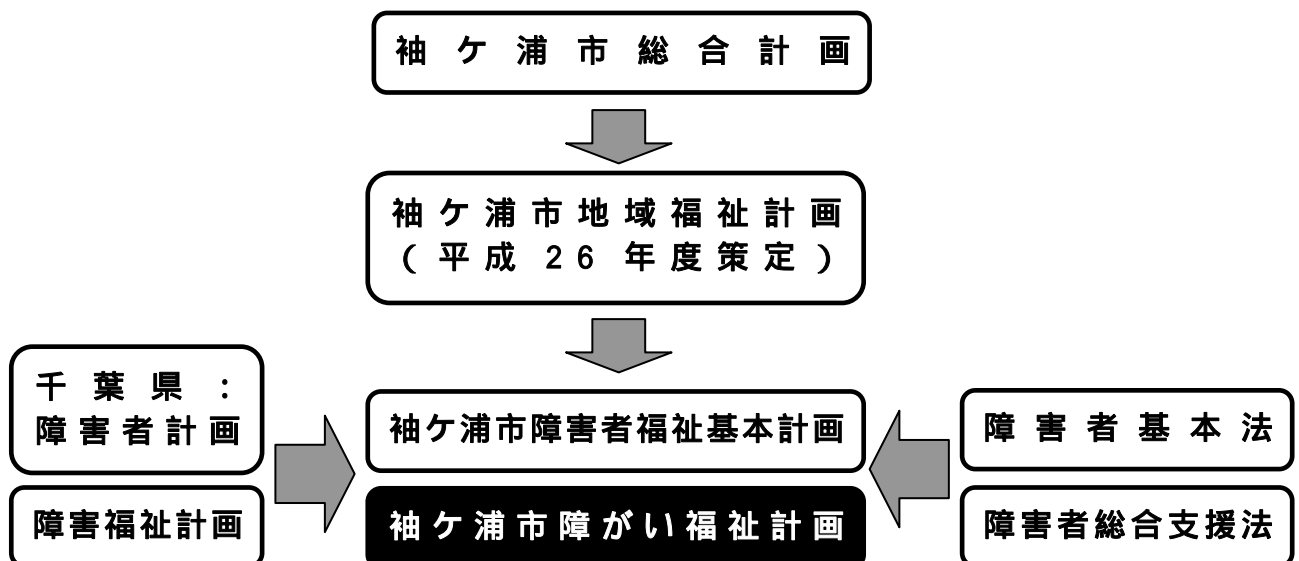 袖ケ浦市総合計画
袖ケ浦市地域福祉計画
(平成26年度策定)
千葉県:
障害者計画
障害福祉計画
袖ケ浦市障害者福祉基本計画
袖ケ浦市障がい福祉計画
障害者基本法
障害者総合支援法